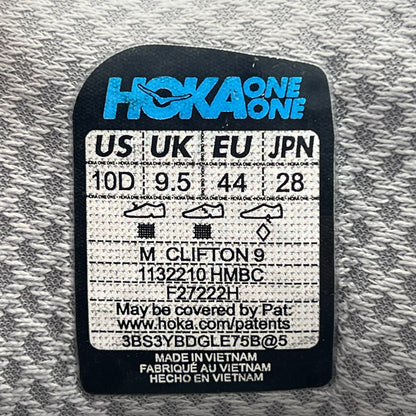 HOKA ONE ONE
US UK EU JPN
10D 9.5 44 28
M CLIFTON 9
1132210 HMBC
F27222H
May be covered by Pat:
www.hoka.com/patents
3BS3YBDGLE75B@5
MADE IN VIETNAM
FABRIQUÉ AU VIETNAM
HECHO EN VIETNAM